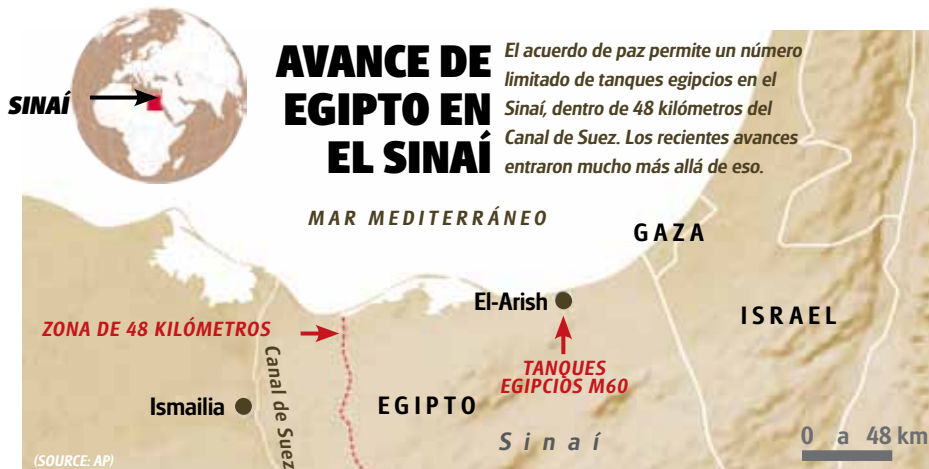 SINAÍ
AVANCE DE
EGIPTO EN
EL SINAÍ
El acuerdo de paz permite un número
limitado de tanques egipcios en el
Sinaí, dentro de 48 kilómetros del
Canal de Suez. Los recientes avances
entraron mucho más allá de eso.
MAR MEDITERRÁNEO
GAZA
El-Arish
ISRAEL
ZONA DE 48 KILÓMETROS
TANQUES
EGIPCIOS M60
Canal de Suez
Ismailia
EGIPTO
Sinaí
0 a 48 km
(SOURCE: AP)